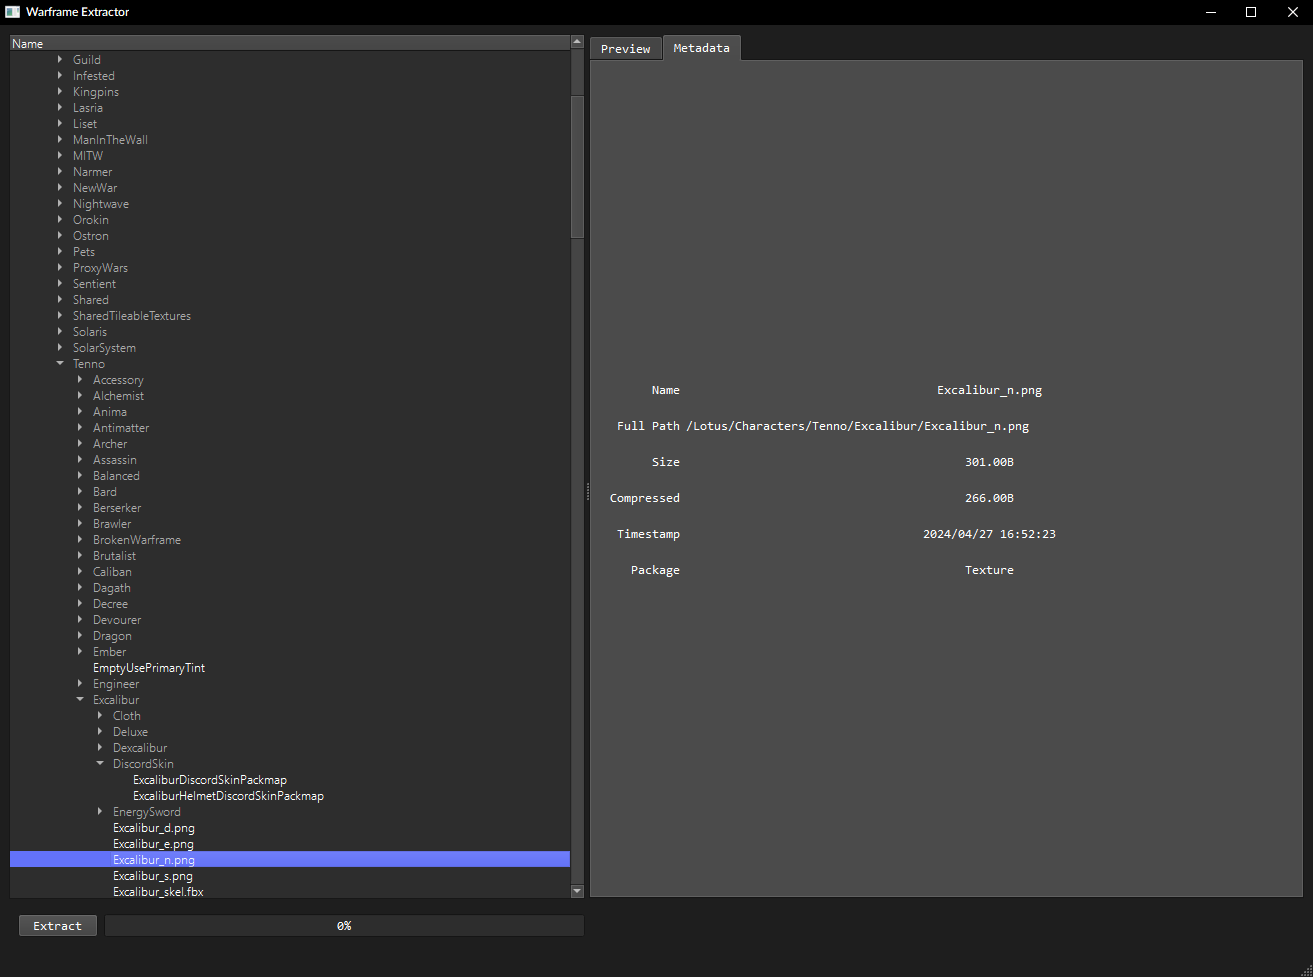 Warframe Extractor
Name
Guild
Infested
Kingpins
Lasria
Liset
ManInTheWall
MITW
Narmer
NewWar
Nightwave
Orokin
Ostron
Pets
ProxyWars
Sentient
Shared
SharedTileableTextures
Solaris
SolarSystem
Tenno
Accessory
Alchemist
Anima
Antimatter
Archer
Assassin
Balanced
Bard
Berserker
Brawler
BrokenWarframe
Brutalist
Caliban
Dagath
Decree
Devourer
Dragon
Ember
EmptyUsePrimaryTint
Engineer
Excalibur
Cloth
Deluxe
Dexcalibur
DiscordSkin
ExcaliburDiscordSkinPackmap
ExcaliburHelmetDiscordSkinPackmap
EnergySword
Excalibur_d.png
Excalibur_e.png
Excalibur_n.png
Excalibur_s.png
Excalibur_skel.fbx
Extract 0%
Preview Metadata
Name Excalibur_n.png
Full Path /Lotus/Characters/Tenno/Excalibur/Excalibur_n.png
Size 301.00B
Compressed 266.00B
Timestamp 2024/04/27 16:52:23
Package Texture